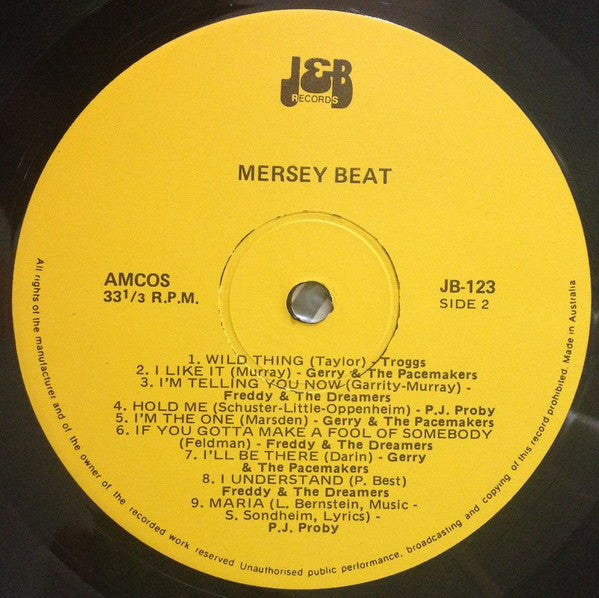 J&B
RECORDS
MERSEY BEAT
AMCOS
33 1/3 R.P.M.
JB-123
SIDE 2
1. WILD THING (Taylor) - Troggs
2. I LIKE IT (Murray) - Gerry & The Pacemakers
3. I'M TELLING YOU NOW (Garrity-Murray) -
Freddy & The Dreamers
4. HOLD ME (Schuster-Little-Oppenheim) - P.J. Proby
5. I'M THE ONE (Marsden) - Gerry & The Pacemakers
6. IF YOU GOTTA MAKE A FOOL OF SOMEBODY
(Feldman) - Freddy & The Dreamers
7. I'LL BE THERE (Darin) - Gerry
& The Pacemakers
8. I UNDERSTAND (P. Best)
Freddy & The Dreamers
9. MARIA (L. Bernstein, Music -
S. Sondheim, Lyrics) -
P.J. Proby
All rights of the manufacturer and of the owner of the recorded work reserved Unauthorised public performance, broadcasting and copying of this record prohibited. Made in Australia